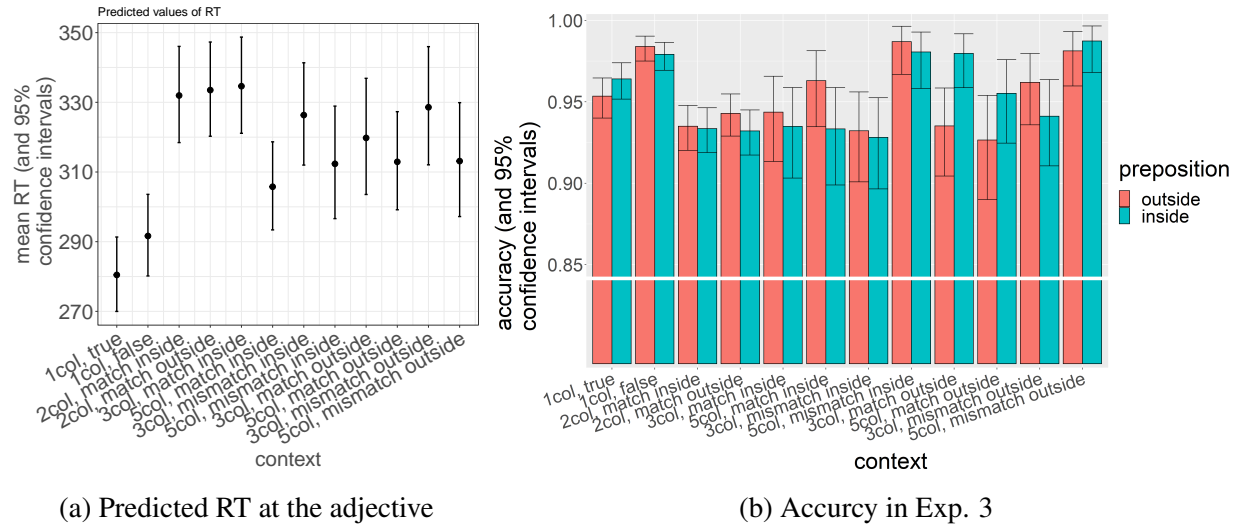 Predicted values of RT
mean RT (and 95%
confidence intervals)
350
330
310
290
270
1col, true
1col, false
2col, match inside
2col, match outside
3col, match inside
5col, match inside
3col, mismatch inside
5col, mismatch inside
3col, match outside
5col, match outside
3col, mismatch outside
5col, mismatch outside
context
(a) Predicted RT at the adjective
accuracy (and 95%
confidence intervals)
1.00
0.95
0.90
0.85
1col, true
1col, false
2col, match inside
2col, match outside
3col, match inside
5col, match inside
3col, mismatch inside
5col, mismatch inside
3col, match outside
5col, match outside
3col, mismatch outside
5col, mismatch outside
context
preposition
outside
inside
(b) Accurcy in Exp. 3